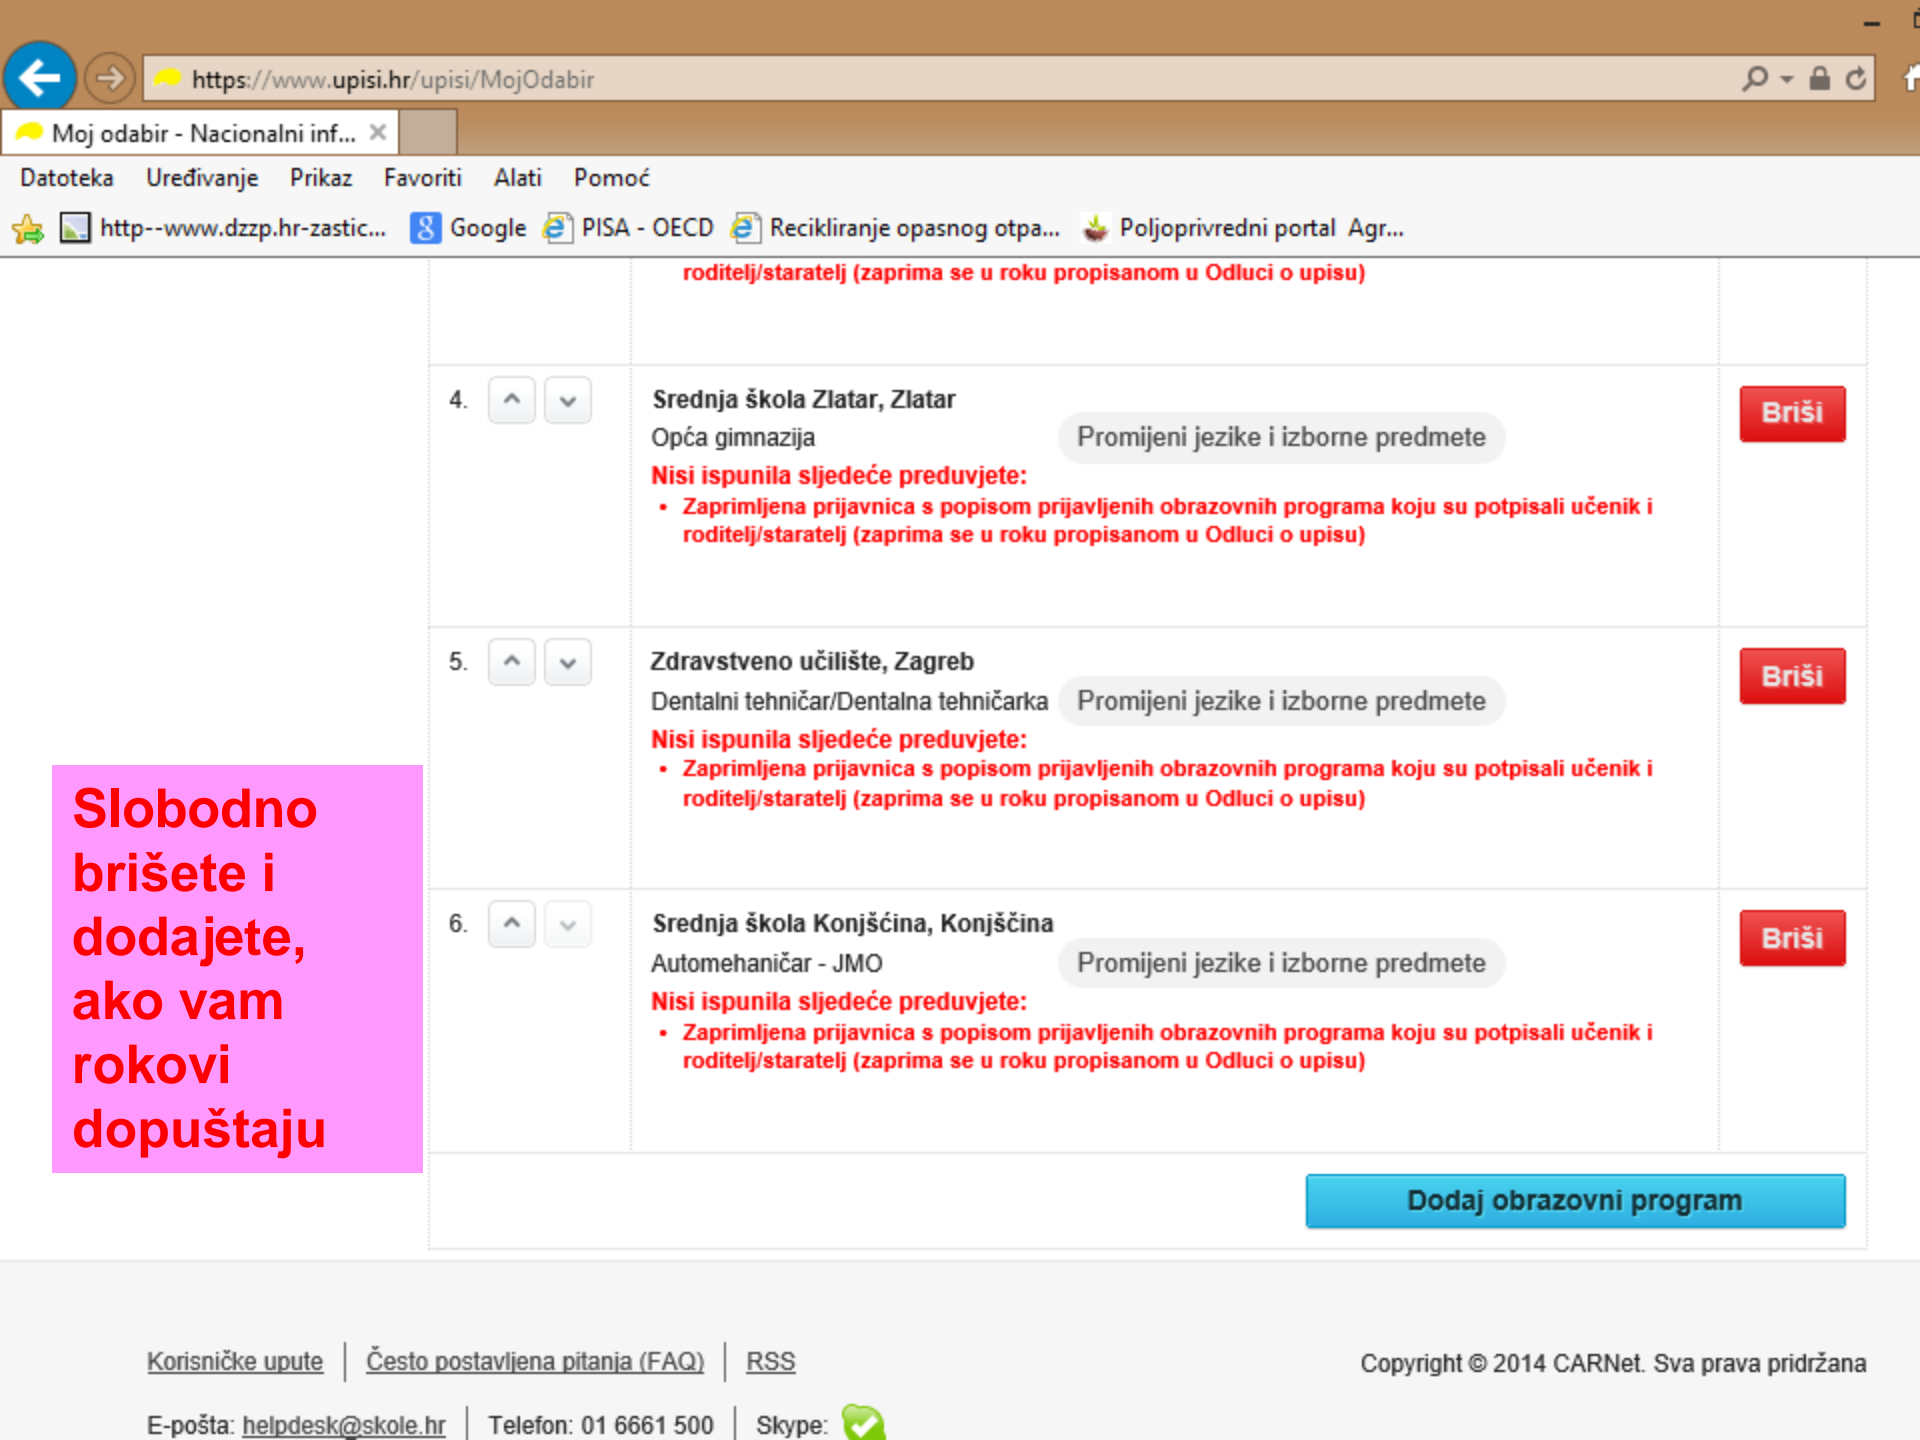 https://www.upisi.hr/upisi/MojOdabir
Moj odabir - Nacionalni inf...
Datoteka Uređivanje Prikaz Favoriti Alati Pomoć
http--www.dzzp.hr-zastic... Google PISA - OECD Recikliranje opasnog otpa... Poljoprivredni portal Agr...
roditelj/staratelj (zaprima se u roku propisanom u Odluci o upisu)
4. Srednja škola Zlatar, Zlatar Briši
Opća gimnazija Promijeni jezike i izborne predmete
Nisi ispunila sljedeće preduvjete:
• Zaprimljena prijavnica s popisom prijavljenih obrazovnih programa koju su potpisali učenik i
roditelj/staratelj (zaprima se u roku propisanom u Odluci o upisu)
5. Zdravstveno učilište, Zagreb Briši
Dentalni tehničar/Dentalna tehničarka Promijeni jezike i izborne predmete
Nisi ispunila sljedeće preduvjete:
• Zaprimljena prijavnica s popisom prijavljenih obrazovnih programa koju su potpisali učenik i
roditelj/staratelj (zaprima se u roku propisanom u Odluci o upisu)
6. Srednja škola Konjšćina, Konjščina Briši
Automehaničar - JMO Promijeni jezike i izborne predmete
Nisi ispunila sljedeće preduvjete:
• Zaprimljena prijavnica s popisom prijavljenih obrazovnih programa koju su potpisali učenik i
roditelj/staratelj (zaprima se u roku propisanom u Odluci o upisu)
Slobodno
brišete i
dodajete,
ako vam
rokovi
dopuštaju
Dodaj obrazovni program
Korisničke upute Često postavljena pitanja (FAQ) RSS Copyright © 2014 CARNet. Sva prava pridržana
E-pošta: helpdesk@skole.hr Telefon: 01 6661 500 Skype: